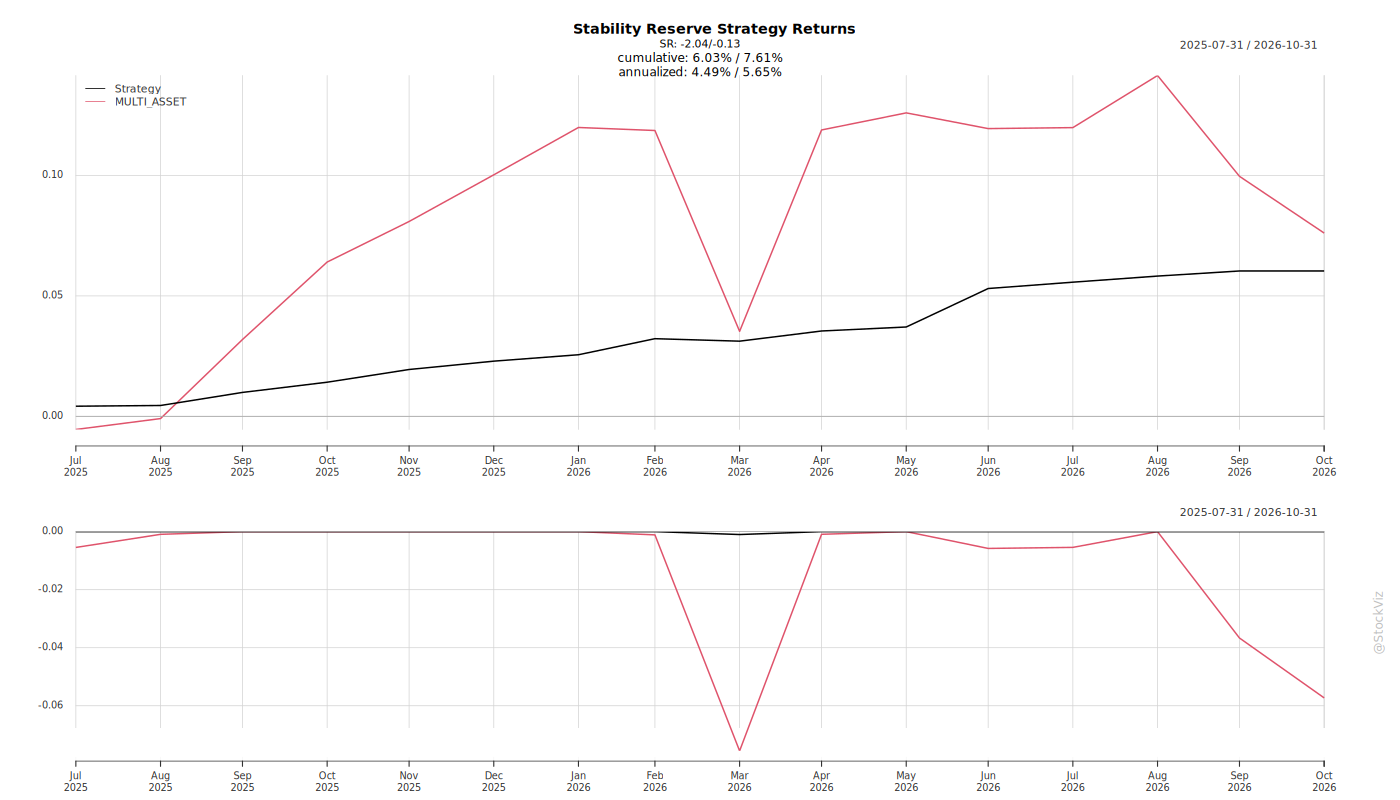 Stability Reserve Strategy Returns
SR: -2.04/-0.13
cumulative: 6.03% / 7.61%
annualized: 4.49% / 5.65%
2025-07-31 / 2026-10-31
Strategy
MULTI_ASSET
0.10
0.05
0.00
Jul Aug Sep Oct Nov Dec Jan Feb Mar Apr May Jun Jul Aug Sep Oct
2025 2025 2025 2025 2025 2025 2026 2026 2026 2026 2026 2026 2026 2026 2026 2026
2025-07-31 / 2026-10-31
0.00
-0.02
-0.04
-0.06
Jul Aug Sep Oct Nov Dec Jan Feb Mar Apr May Jun Jul Aug Sep Oct
2025 2025 2025 2025 2025 2025 2026 2026 2026 2026 2026 2026 2026 2026 2026 2026
@StockViz